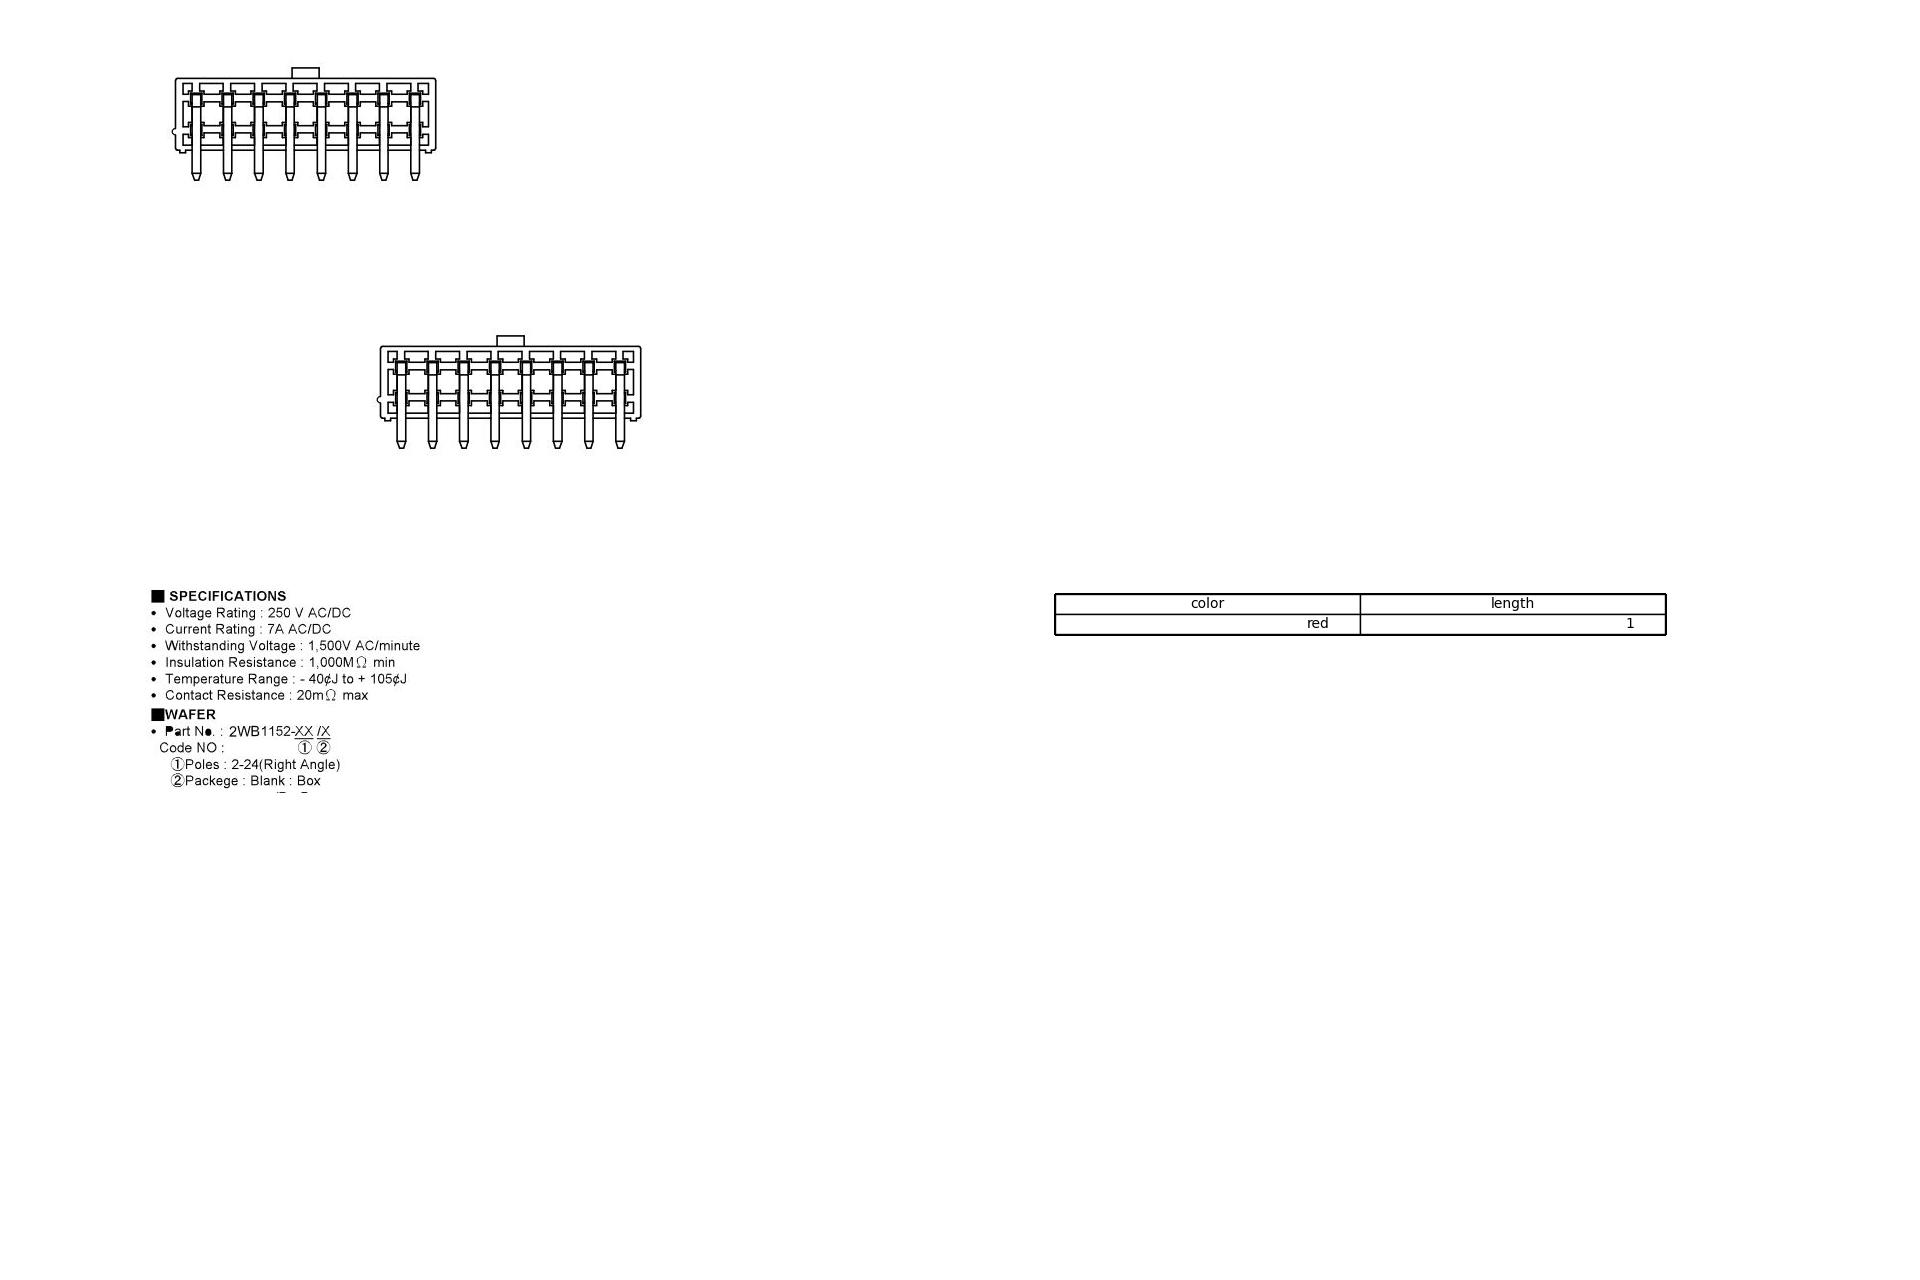 ■ SPECIFICATIONS
• Voltage Rating : 250 V AC/DC
• Current Rating : 7A AC/DC
• Withstanding Voltage : 1,500V AC/minute
• Insulation Resistance : 1,000MΩ min
• Temperature Range : - 40¢J to + 105¢J
• Contact Resistance : 20mΩ max
■WAFER
• Part No. : 2WB1152-XX /X
Code NO : ① ②
①Poles : 2-24(Right Angle)
②Packege : Blank : Box
color length
red 1